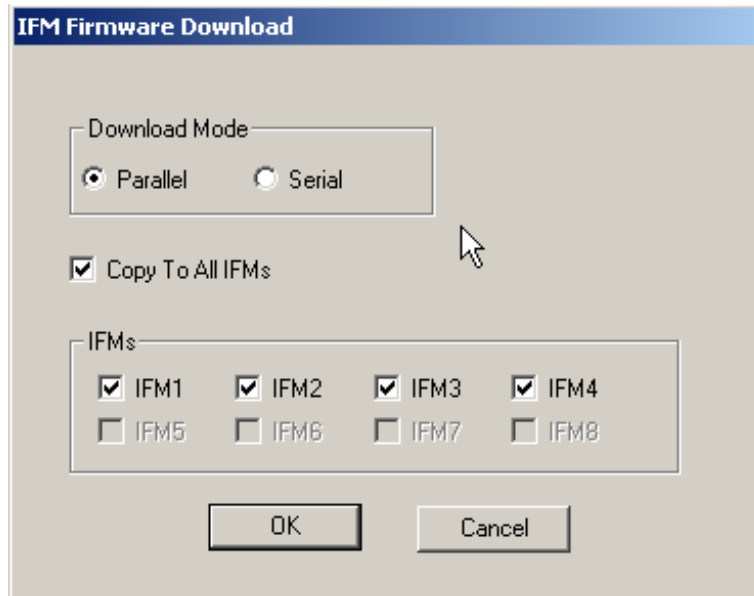 IFM Firmware Download
Download Mode
Parallel Serial
Copy To All IFMs
IFMs
IFM1 IFM2 IFM3 IFM4
IFM5 IFM6 IFM7 IFM8
OK Cancel